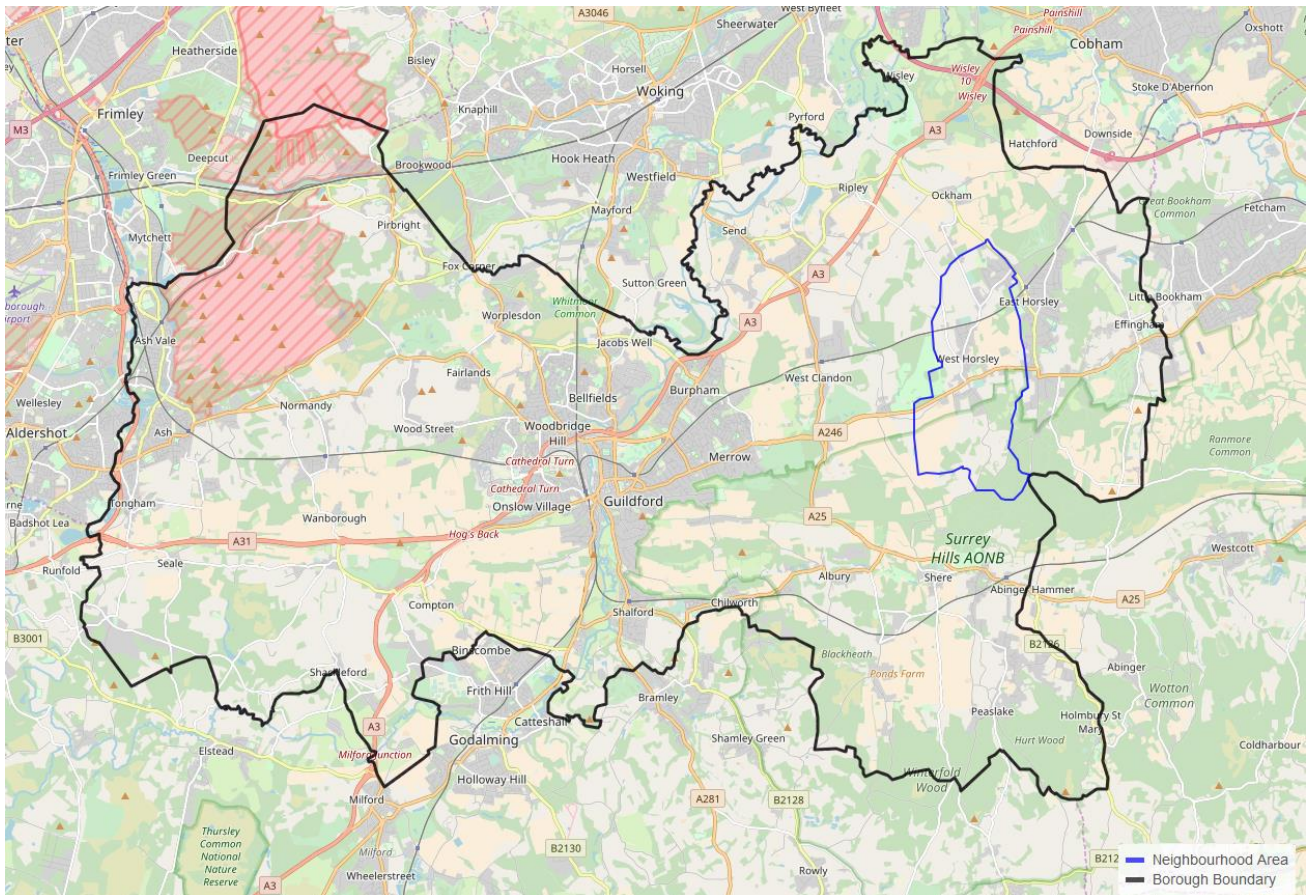 A3046
Sheerwater
West Byfleet
Painshill
Painshill
Oxshott
Cobham
Heatherside
Bisley
Horsell
Wisley
10
Wisley
Wisley
Knaphill
Woking
Stoke D'Abernon
Frimley
M3
Pyrford
A3
Downside
Hatchford
Deepcut
Brookwood
Hook Heath
Frimley Green
Westfield
Ripley
Ockham
Great Bookham
Common
Fetcham
Mayford
Pirbright
Send
Mytchett
Fox Corner
A3
Sutton Green
East Horsley
Little Bookham
Whitmoor
Common
Worplesdon
A3
Effingham
Ash Vale
Jacobs Well
West Horsley
Fairlands
West Clandon
Burpham
Wellesley
Normandy
Bellfields
Aldershot
Ash
Wood Street
Woodbridge
Hill
A246
Ranmore
Common
Cathedral Turn
Merrow
Cathedral Turn
Guildford
Tongham
Onslow Village
Badshot Lea
Wanborough
A25
Hog's Back
A31
Surrey
Hills AONB
Westcott
Runfold
Seale
Albury
Shere
Abinger Hammer
A25
Compton
Chilworth
Shalford
B3001
B2126
Binscombe
Blackheath
Abinger
Shackleford
Ponds Farm
Frith Hill
Bramley
Wotton
Common
Peaslake
Holmbury St
Mary
A3
Catteshall
Elstead
Milford Junction
Godalming
Shamley Green
Hurt Wood
Coldharbour
Holloway Hill
Winterfold
Wood
Milford
A281
B2128
Thursley
Common
National
Nature
Reserve
Milford
B2130
Wheelerstreet
Rowly
A3
Neighbourhood Area
Borough Boundary